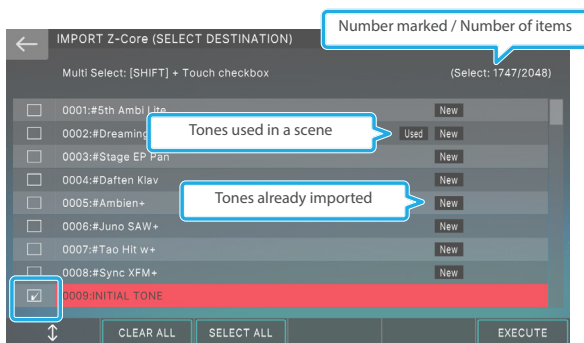 Number marked / Number of items
IMPORT Z-Core (SELECT DESTINATION)
Multi Select: [SHIFT] + Touch checkbox
(Select: 1747/2048)
0001:#5th Ambi Lite
New
0002:#Dreaming
Tones used in a scene
Used
New
0003:#Stage EP Pan
New
0004:#Daften Klav
New
0005:#Ambien+
Tones already imported
New
0006:#Juno SAW+
New
0007:#Tao Hit w+
New
0008:#Sync XFM+
New
0009:INITIAL TONE
CLEAR ALL
SELECT ALL
EXECUTE